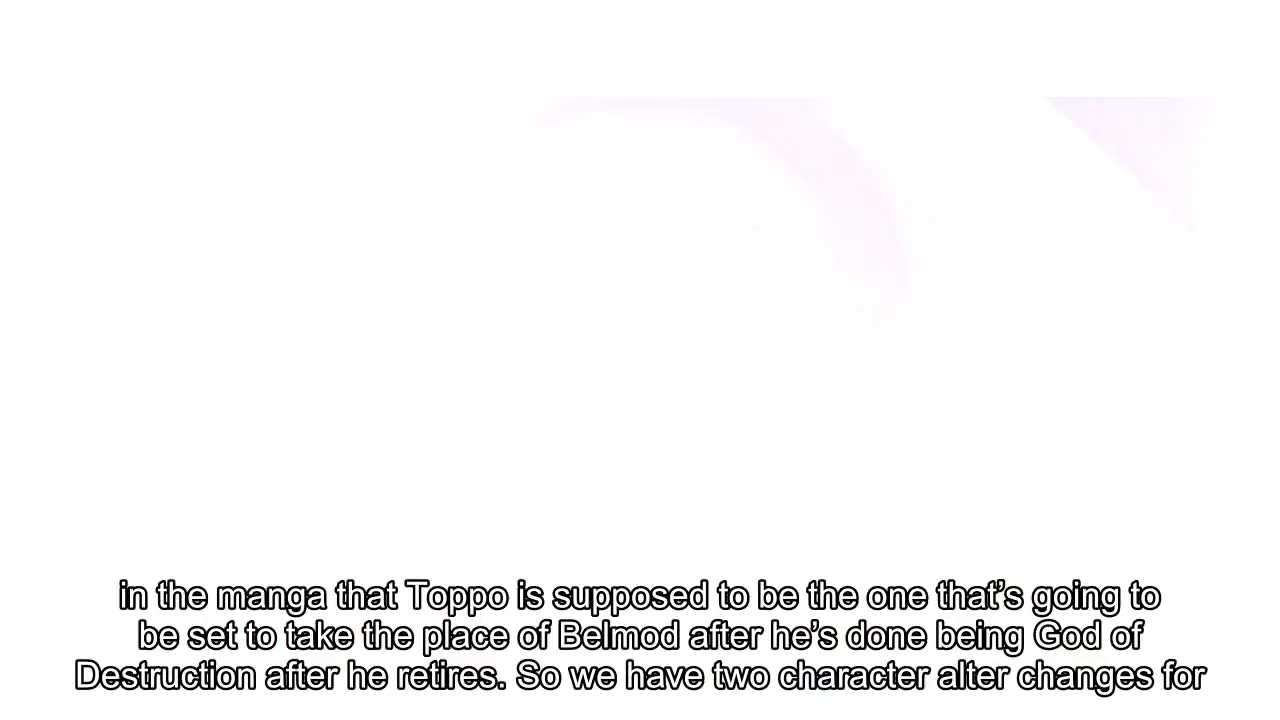 in the manga that Toppo is supposed to be the one that’s going to
be set to take the place of Belmod after he’s done being God of
Destruction after he retires. So we have two character alter changes for